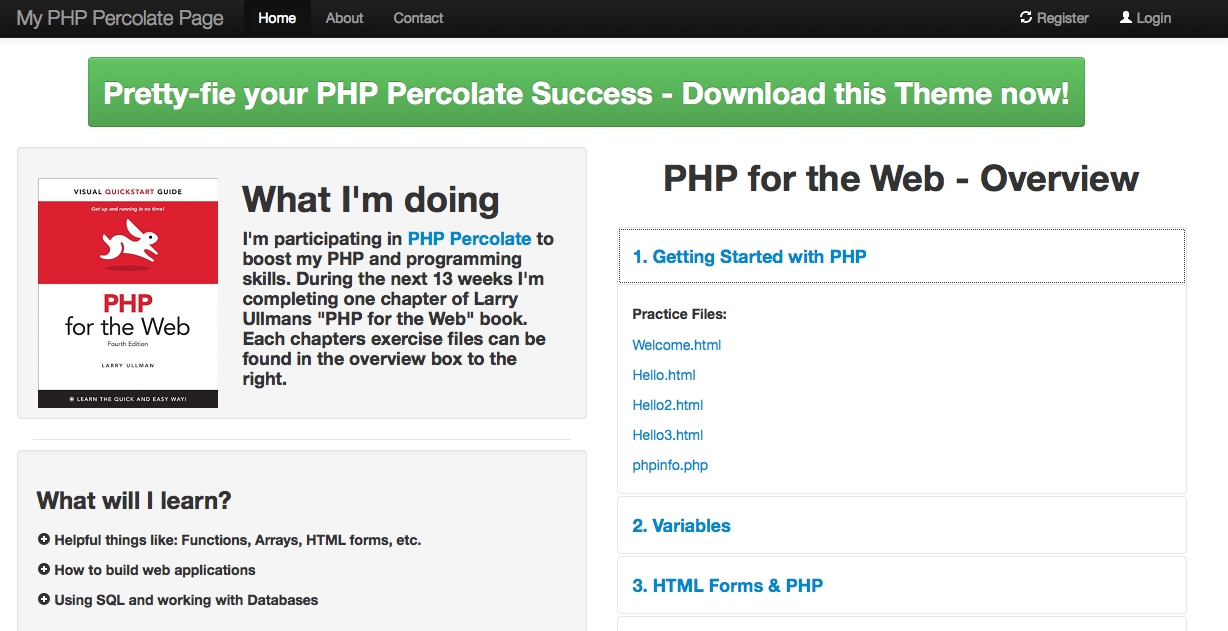 My PHP Percolate Page Home About Contact Register Login
Pretty-fie your PHP Percolate Success - Download this Theme now!
VISUAL QUICKSTART GUIDE
Get up and running in no time!
PHP
for the Web
Fourth Edition
LARRY ULLMAN
LEARN THE QUICK AND EASY WAY!
What I'm doing
I'm participating in PHP Percolate to
boost my PHP and programming
skills. During the next 13 weeks I'm
completing one chapter of Larry
Ullmans "PHP for the Web" book.
Each chapters exercise files can be
found in the overview box to the
right.
What will I learn?
Helpful things like: Functions, Arrays, HTML forms, etc.
How to build web applications
Using SQL and working with Databases
PHP for the Web - Overview
1. Getting Started with PHP
Practice Files:
Welcome.html
Hello.html
Hello2.html
Hello3.html
phpinfo.php
2. Variables
3. HTML Forms & PHP